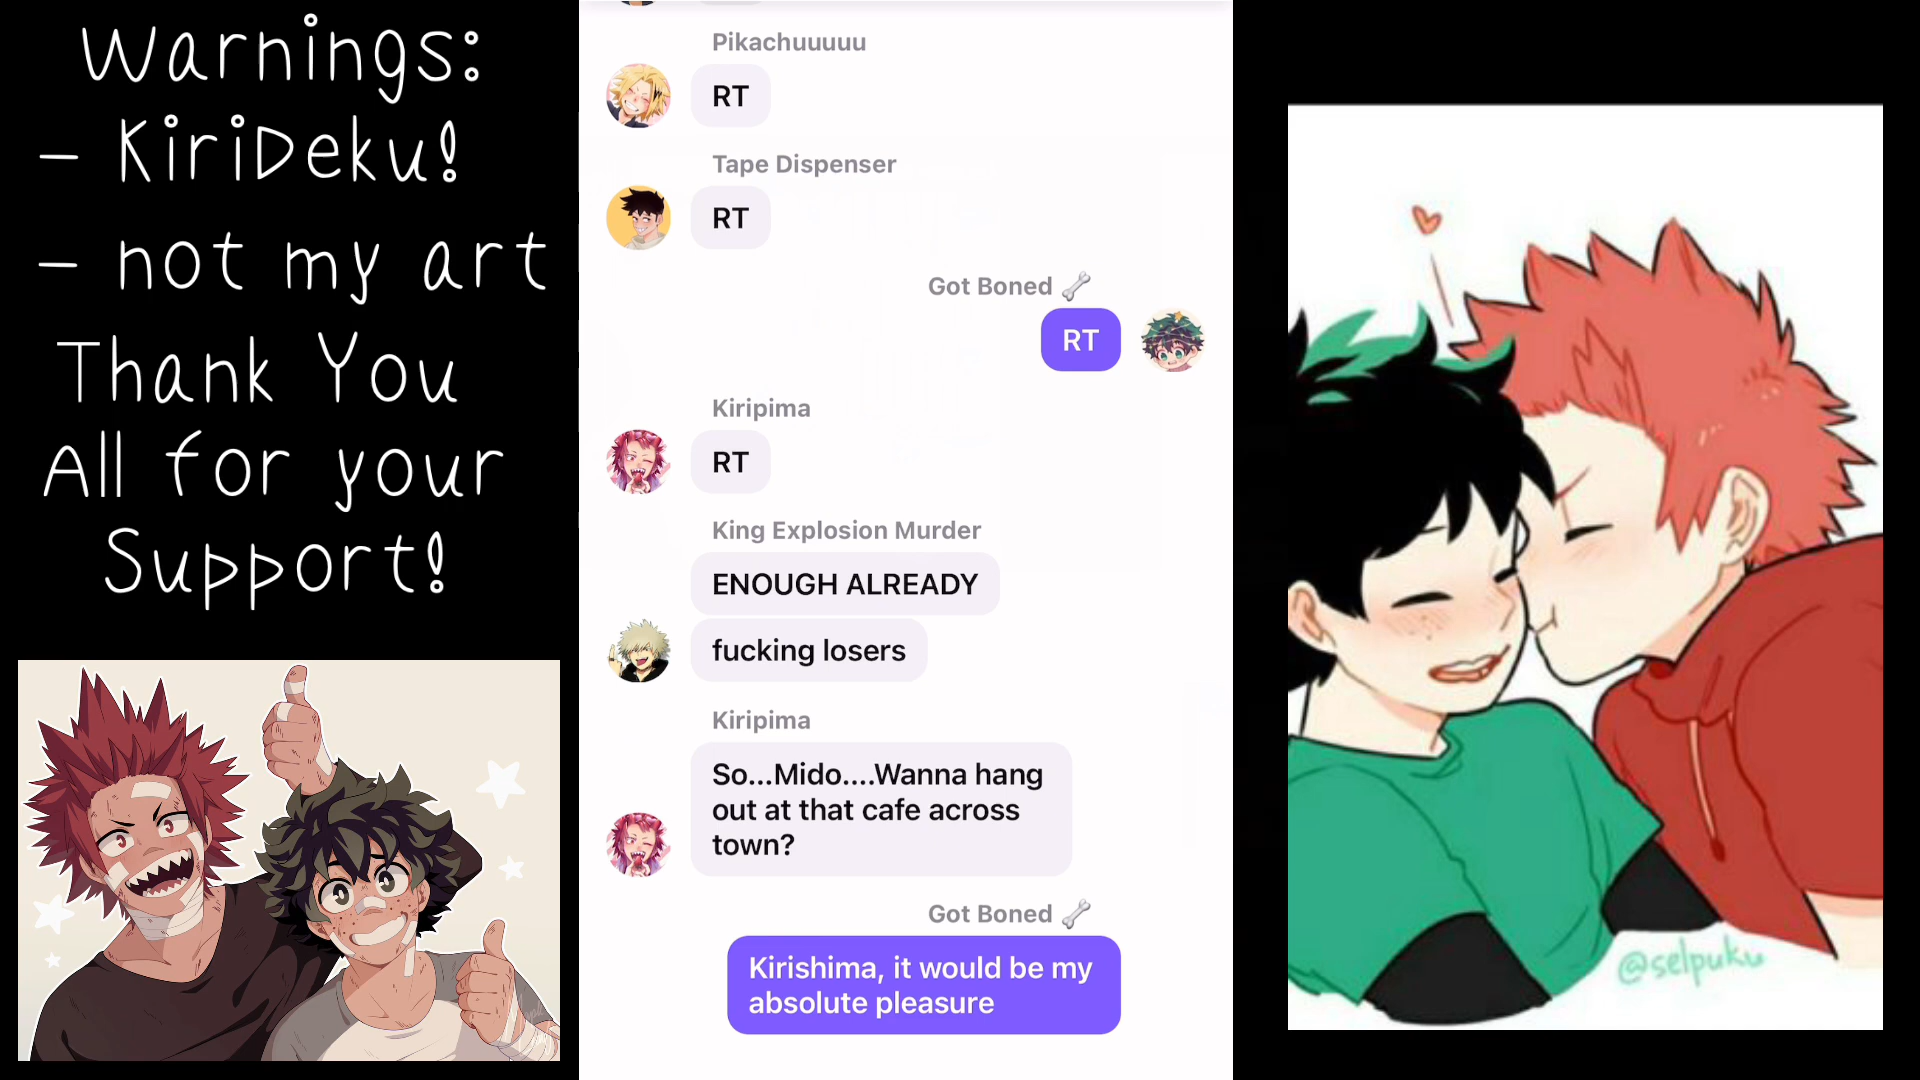 Warnings:
- KiriDeku!
- not my art
Thank You
All for your
Support!
Pikachuuuuu
RT
Tape Dispenser
RT
Got Boned 🦴
RT
Kiripima
RT
King Explosion Murder
ENOUGH ALREADY
fucking losers
Kiripima
So...Mido....Wanna hang
out at that cafe across
town?
Got Boned 🦴
Kirishima, it would be my
absolute pleasure
@selpuku